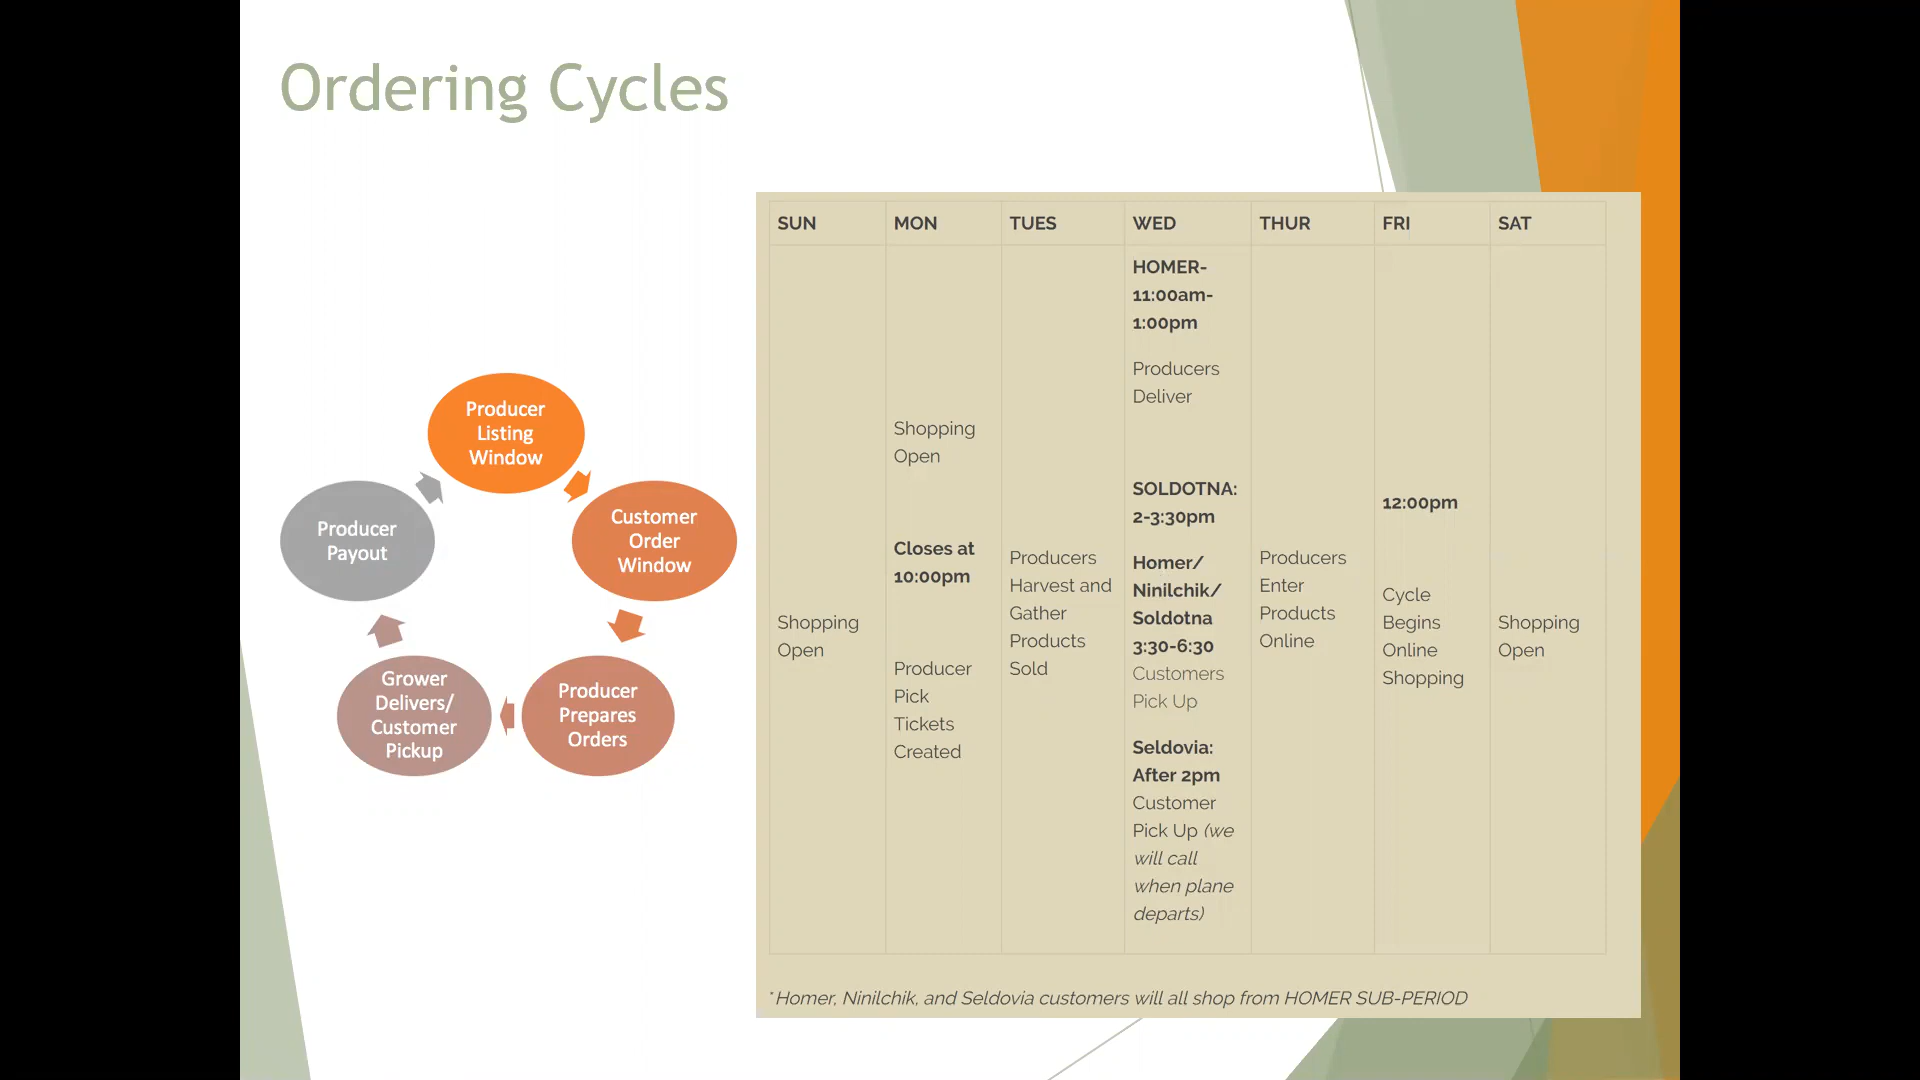 Ordering Cycles
Producer
Listing
Window
Customer
Order
Window
Producer
Prepares
Orders
Grower
Delivers/
Customer
Pickup
Producer
Payout
SUN
MON
TUES
WED
THUR
FRI
SAT
Shopping
Open
Shopping
Open
Closes at
10:00pm
Producer
Pick
Tickets
Created
Producers
Harvest and
Gather
Products
Sold
HOMER-
11:00am-
1:00pm
Producers
Deliver
SOLDOTNA:
2-3:30pm
Homer/
Ninilchik/
Soldotna
3:30-6:30
Customers
Pick Up
Seldovia:
After 2pm
Customer
Pick Up (we
will call
when plane
departs)
Producers
Enter
Products
Online
12:00pm
Cycle
Begins
Online
Shopping
Shopping
Open
*Homer, Ninilchik, and Seldovia customers will all shop from HOMER SUB-PERIOD